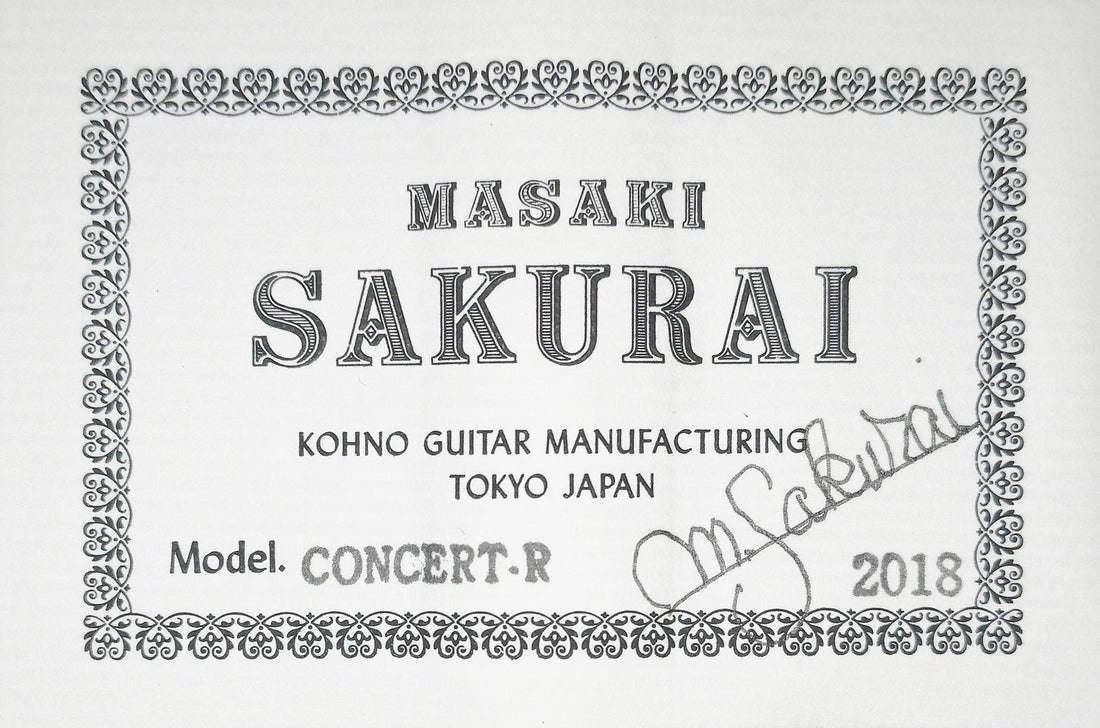 MASAKI
SAKURAI
KOHNO GUITAR MANUFACTURING
TOKYO JAPAN
M. Sakurai
Model. CONCERT-R 2018